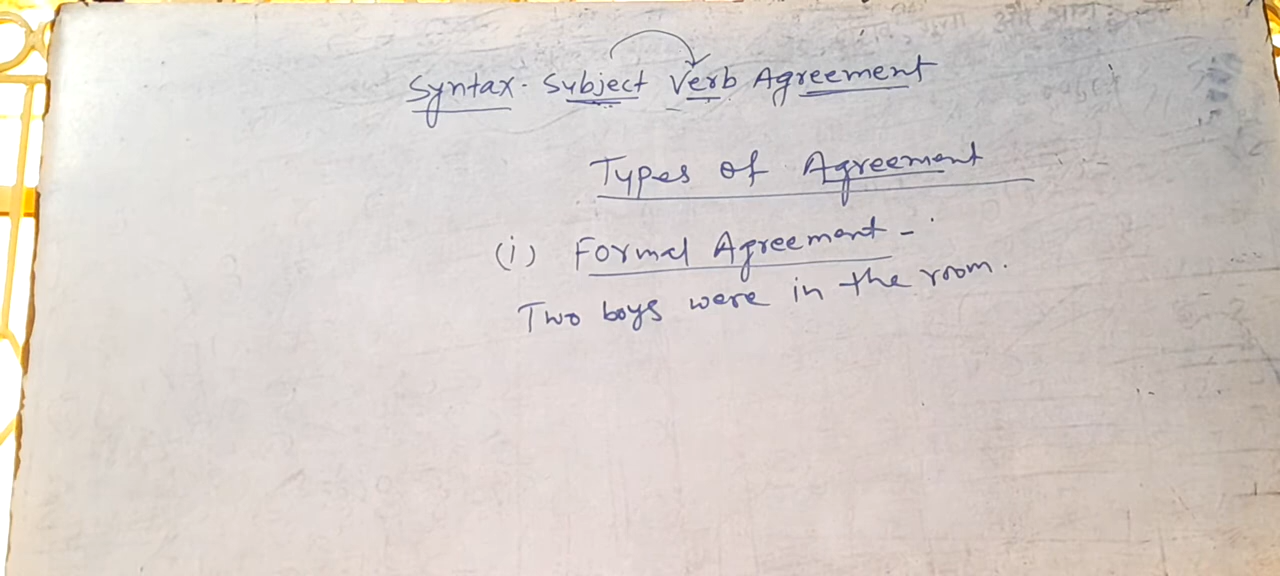 Syntax. Subject Verb Agreement
Types of Agreement
(i) Formal Agreement -
Two boys were in the room.